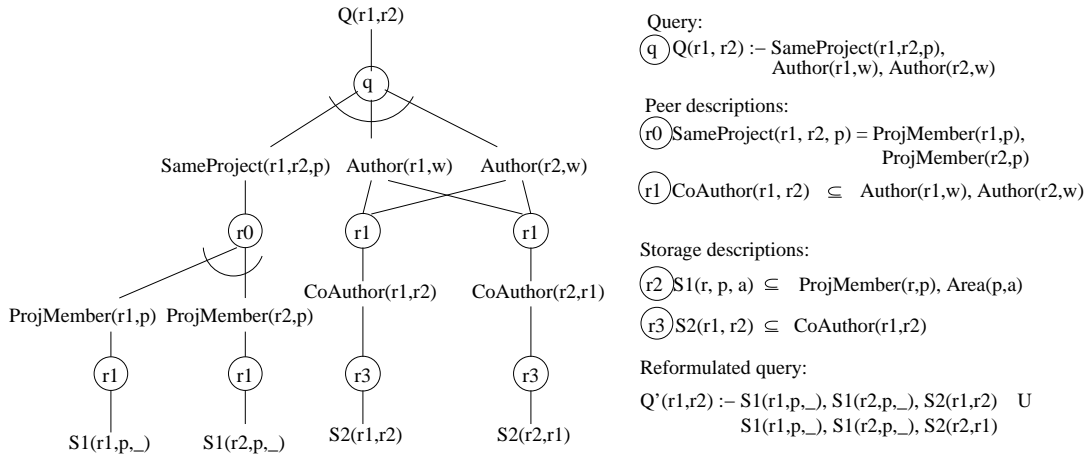 Q(r1,r2)
q
SameProject(r1,r2,p) Author(r1,w) Author(r2,w)
r0 r1 r1
CoAuthor(r1,r2) CoAuthor(r2,r1)
ProjMember(r1,p) ProjMember(r2,p)
r1 r1 r3 r3
S1(r1,p,_) S1(r2,p,_) S2(r1,r2) S2(r2,r1)
Query:
q Q(r1, r2) :– SameProject(r1,r2,p),
Author(r1,w), Author(r2,w)
Peer descriptions:
r0 SameProject(r1, r2, p) = ProjMember(r1,p),
ProjMember(r2,p)
r1 CoAuthor(r1, r2) ⊆ Author(r1,w), Author(r2,w)
Storage descriptions:
r2 S1(r, p, a) ⊆ ProjMember(r,p), Area(p,a)
r3 S2(r1, r2) ⊆ CoAuthor(r1,r2)
Reformulated query:
Q’(r1,r2) :– S1(r1,p,_), S1(r2,p,_), S2(r1,r2) U
S1(r1,p,_), S1(r2,p,_), S2(r2,r1)